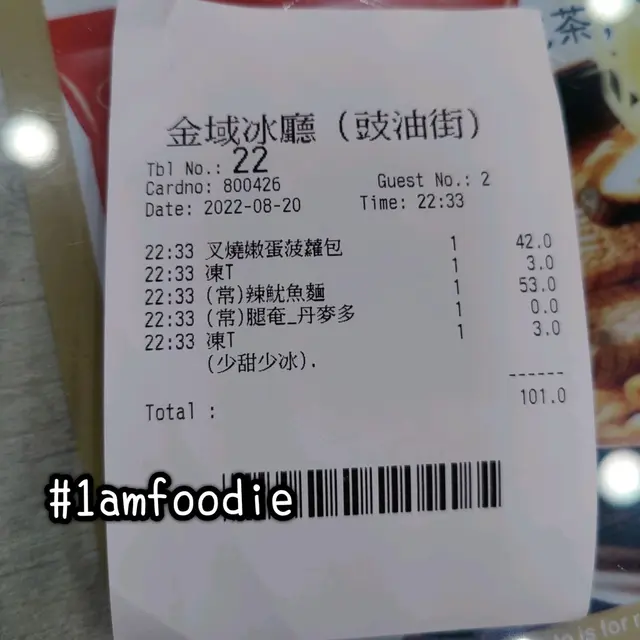 茶,
金域冰廳 (豉油街)
Tbl No.: 22
Cardno: 800426 Guest No.: 2
Date: 2022-08-20 Time: 22:33
22:33 叉燒嫩蛋菠蘿包 1 42.0
22:33 凍T 1 3.0
22:33 (常)辣魷魚麵 1 53.0
22:33 (常)腿奄_丹麥多 1 0.0
22:33 凍T 1 3.0
(少甜少冰).
------
Total : 101.0
#1amfoodie
is for